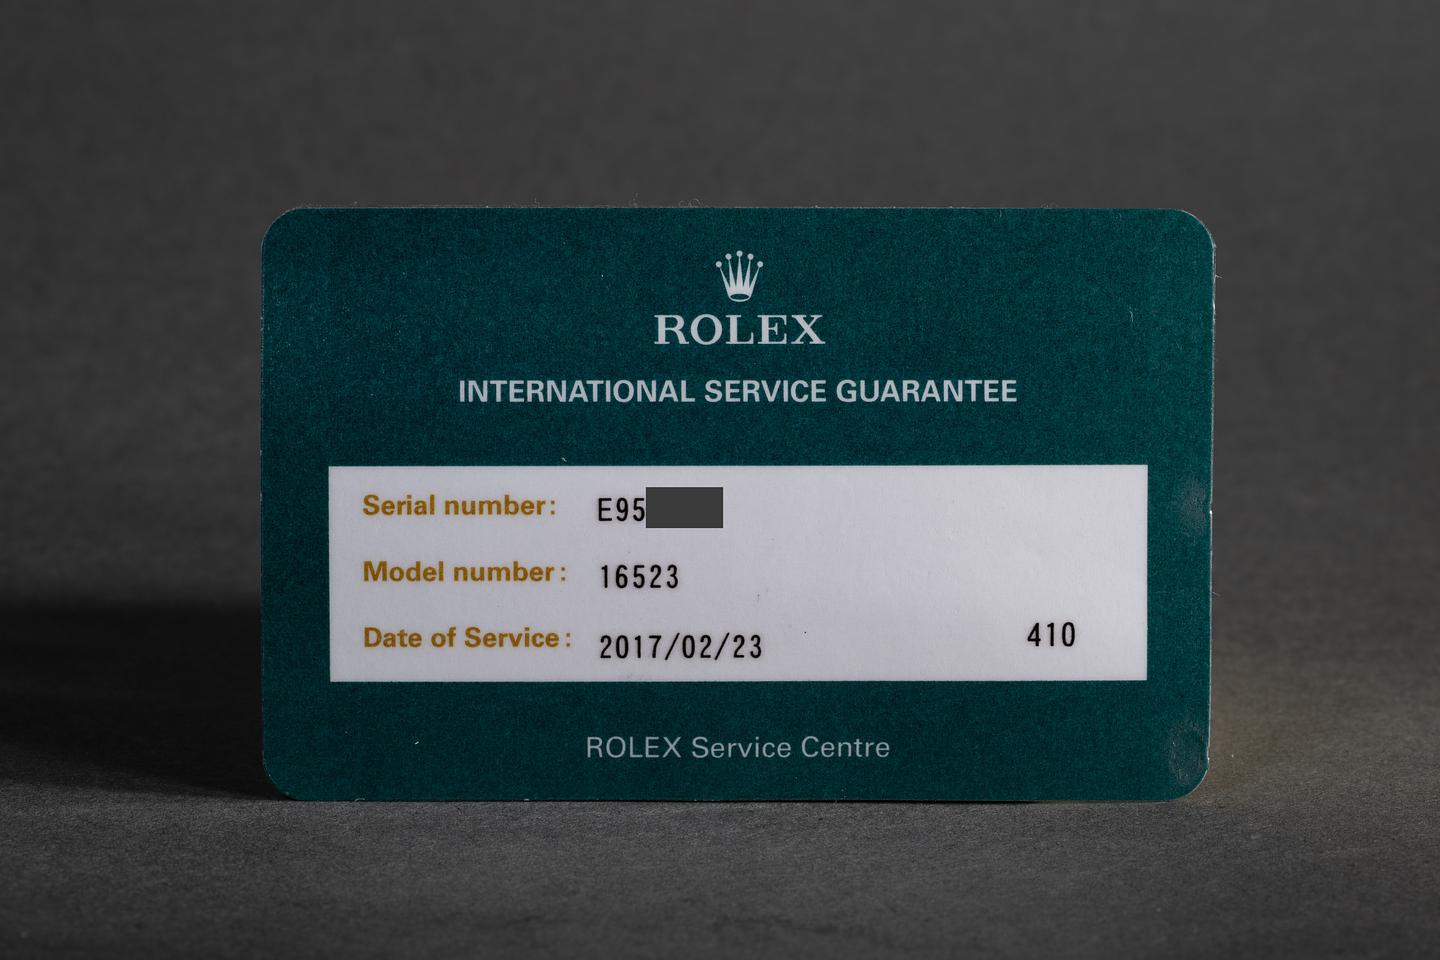 ROLEX
INTERNATIONAL SERVICE GUARANTEE
Serial number: E95
Model number: 16523
Date of Service: 2017/02/23 410
ROLEX Service Centre